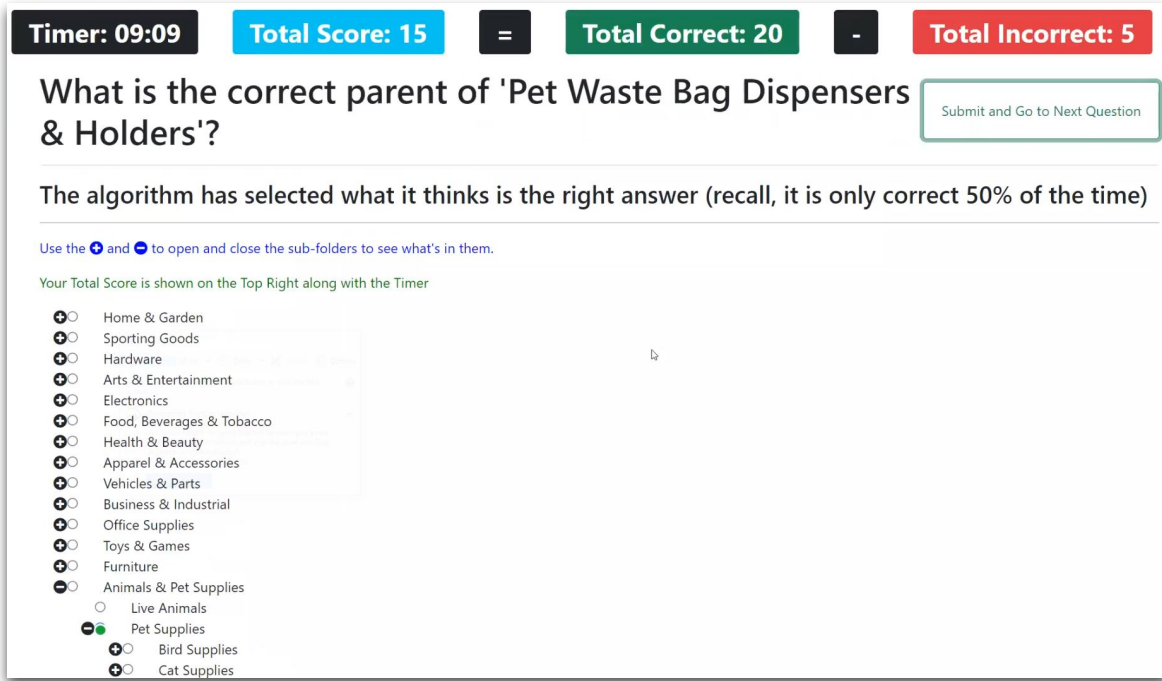 Timer: 09:09 Total Score: 15 = Total Correct: 20 - Total Incorrect: 5
What is the correct parent of 'Pet Waste Bag Dispensers
& Holders'?
Submit and Go to Next Question
The algorithm has selected what it thinks is the right answer (recall, it is only correct 50% of the time)
Use the and to open and close the sub-folders to see what's in them.
Your Total Score is shown on the Top Right along with the Timer
Home & Garden
Sporting Goods
Hardware
Arts & Entertainment
Electronics
Food, Beverages & Tobacco
Health & Beauty
Apparel & Accessories
Vehicles & Parts
Business & Industrial
Office Supplies
Toys & Games
Furniture
Animals & Pet Supplies
Live Animals
Pet Supplies
Bird Supplies
Cat Supplies